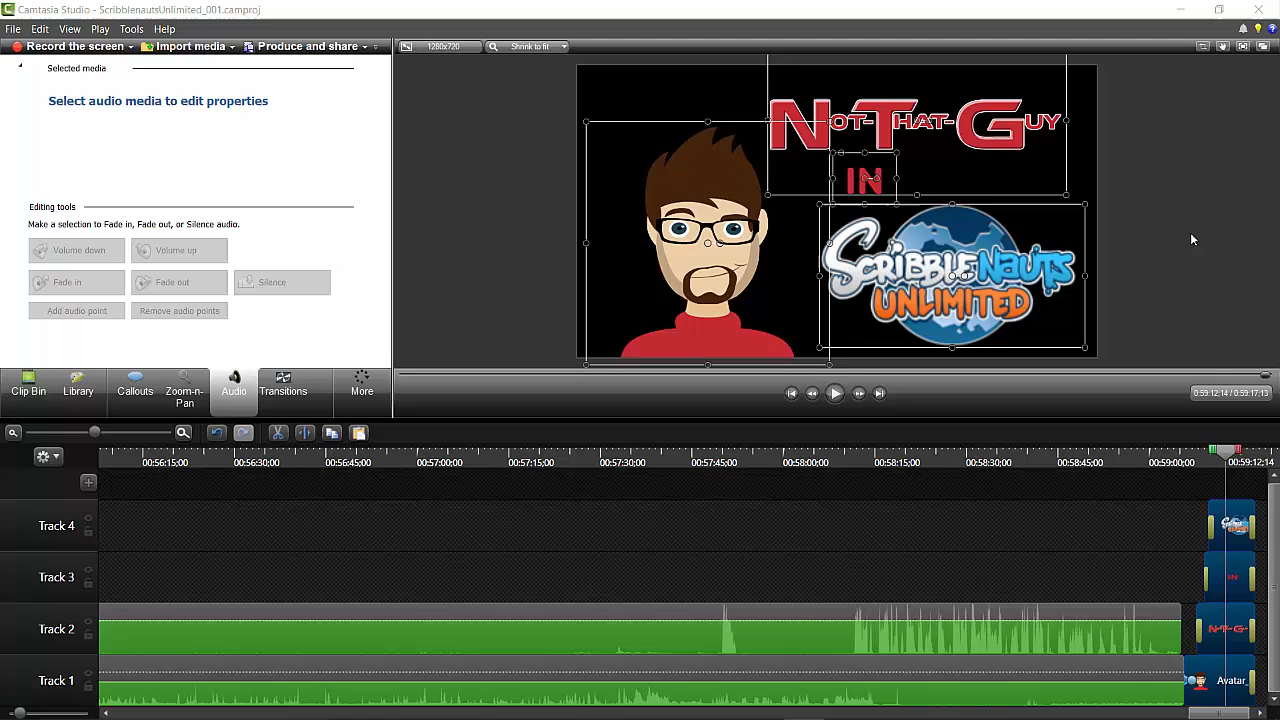 Camtasia Studio - ScribblenautsUnlimited_001.camproj
File Edit View Play Tools Help
Record the screen Import media Produce and share
1280x720 Shrink to fit
Selected media
Select audio media to edit properties
NOT-THAT-GUY
IN
SCRIBBLENAUTS
UNLIMITED
Editing tools
Make a selection to Fade in, Fade out, or Silence audio.
Volume down Volume up
Fade in Fade out Silence
Add audio point Remove audio points
Clip Bin Library Callouts Zoom-n-Pan Audio Transitions More
0:59:12;14 / 0:59:17;13
00:56:15;00 00:56:30;00 00:56:45;00 00:57:00;00 00:57:15;00 00:57:30;00 00:57:45;00 00:58:00;00 00:58:15;00 00:58:30;00 00:58:45;00 00:59:00;00 00:59:12;14
Track 4
Track 3
IN
Track 2
N-T-G
Track 1
Avatar